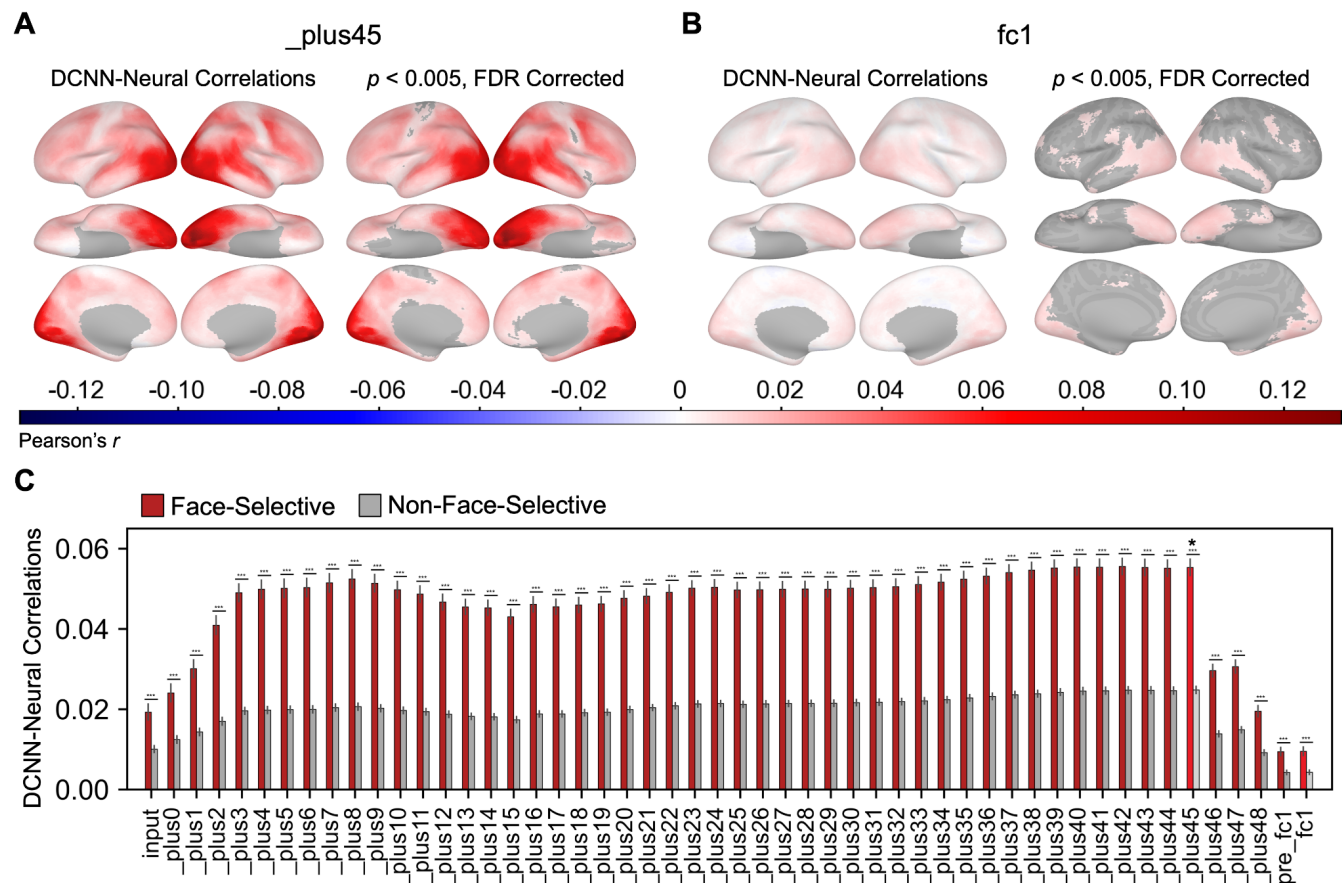 A
_plus45
DCNN-Neural Correlations
p < 0.005, FDR Corrected
B
fc1
DCNN-Neural Correlations
p < 0.005, FDR Corrected
-0.12 -0.10 -0.08 -0.06 -0.04 -0.02 0 0.02 0.04 0.06 0.08 0.10 0.12
Pearson's r
C
Face-Selective Non-Face-Selective
DCNN-Neural Correlations
0.06
0.04
0.02
0.00
*** *** *** *** *** *** *** *** *** *** *** *** *** *** *** *** *** *** *** *** *** *** *** *** *** *** *** *** *** *** *** *** *** *** *** *** *** *** *** *** *** *** *** *** *** *** *** *** *** *** *** ***
*
input _plus0 _plus1 _plus2 _plus3 _plus4 _plus5 _plus6 _plus7 _plus8 _plus9 _plus10 _plus11 _plus12 _plus13 _plus14 _plus15 _plus16 _plus17 _plus18 _plus19 _plus20 _plus21 _plus22 _plus23 _plus24 _plus25 _plus26 _plus27 _plus28 _plus29 _plus30 _plus31 _plus32 _plus33 _plus34 _plus35 _plus36 _plus37 _plus38 _plus39 _plus40 _plus41 _plus42 _plus43 _plus44 _plus45 _plus46 _plus47 _plus48 pre_fc1 fc1